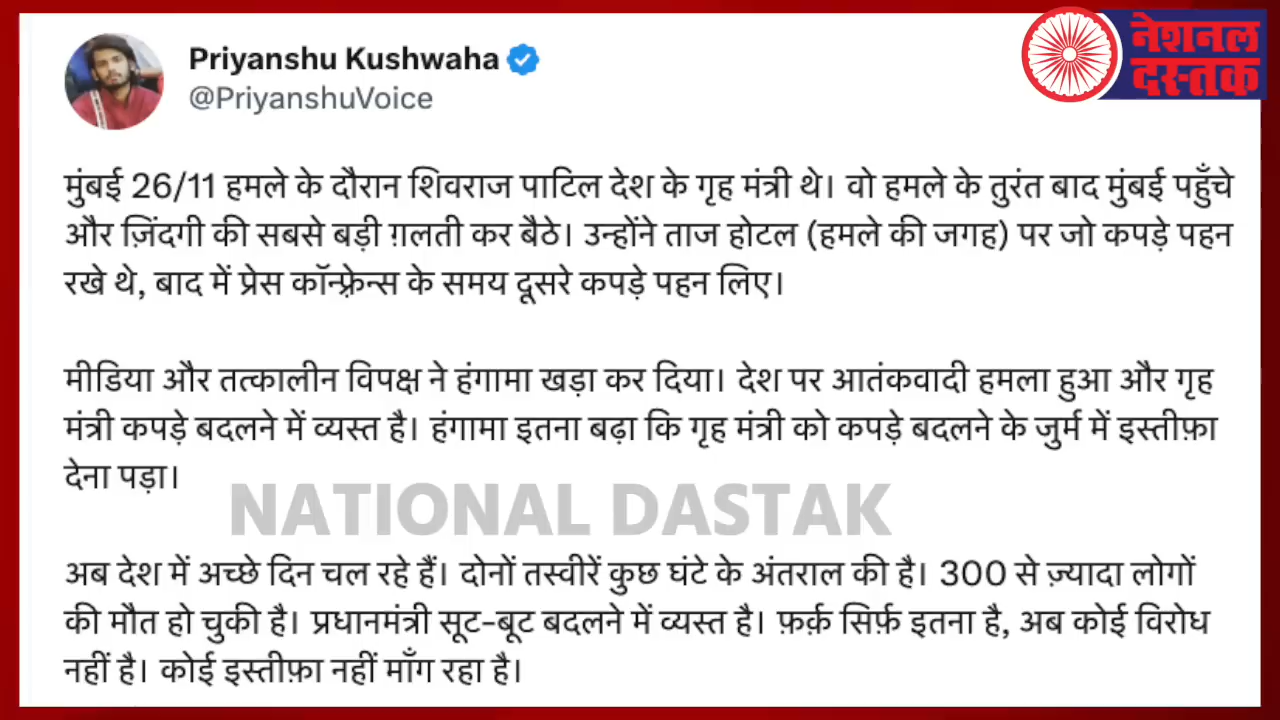 Priyanshu Kushwaha
@PriyanshuVoice
नेशनल
दस्तक
मुंबई 26/11 हमले के दौरान शिवराज पाटिल देश के गृह मंत्री थे। वो हमले के तुरंत बाद मुंबई पहुँचे
और ज़िंदगी की सबसे बड़ी ग़लती कर बैठे। उन्होंने ताज होटल (हमले की जगह) पर जो कपड़े पहन
रखे थे, बाद में प्रेस कॉन्फ़्रेन्स के समय दूसरे कपड़े पहन लिए।
मीडिया और तत्कालीन विपक्ष ने हंगामा खड़ा कर दिया। देश पर आतंकवादी हमला हुआ और गृह
मंत्री कपड़े बदलने में व्यस्त है। हंगामा इतना बढ़ा कि गृह मंत्री को कपड़े बदलने के जुर्म में इस्तीफ़ा
देना पड़ा।
NATIONAL DASTAK
अब देश में अच्छे दिन चल रहे हैं। दोनों तस्वीरें कुछ घंटे के अंतराल की है। 300 से ज़्यादा लोगों
की मौत हो चुकी है। प्रधानमंत्री सूट-बूट बदलने में व्यस्त है। फ़र्क़ सिर्फ़ इतना है, अब कोई विरोध
नहीं है। कोई इस्तीफ़ा नहीं माँग रहा है।